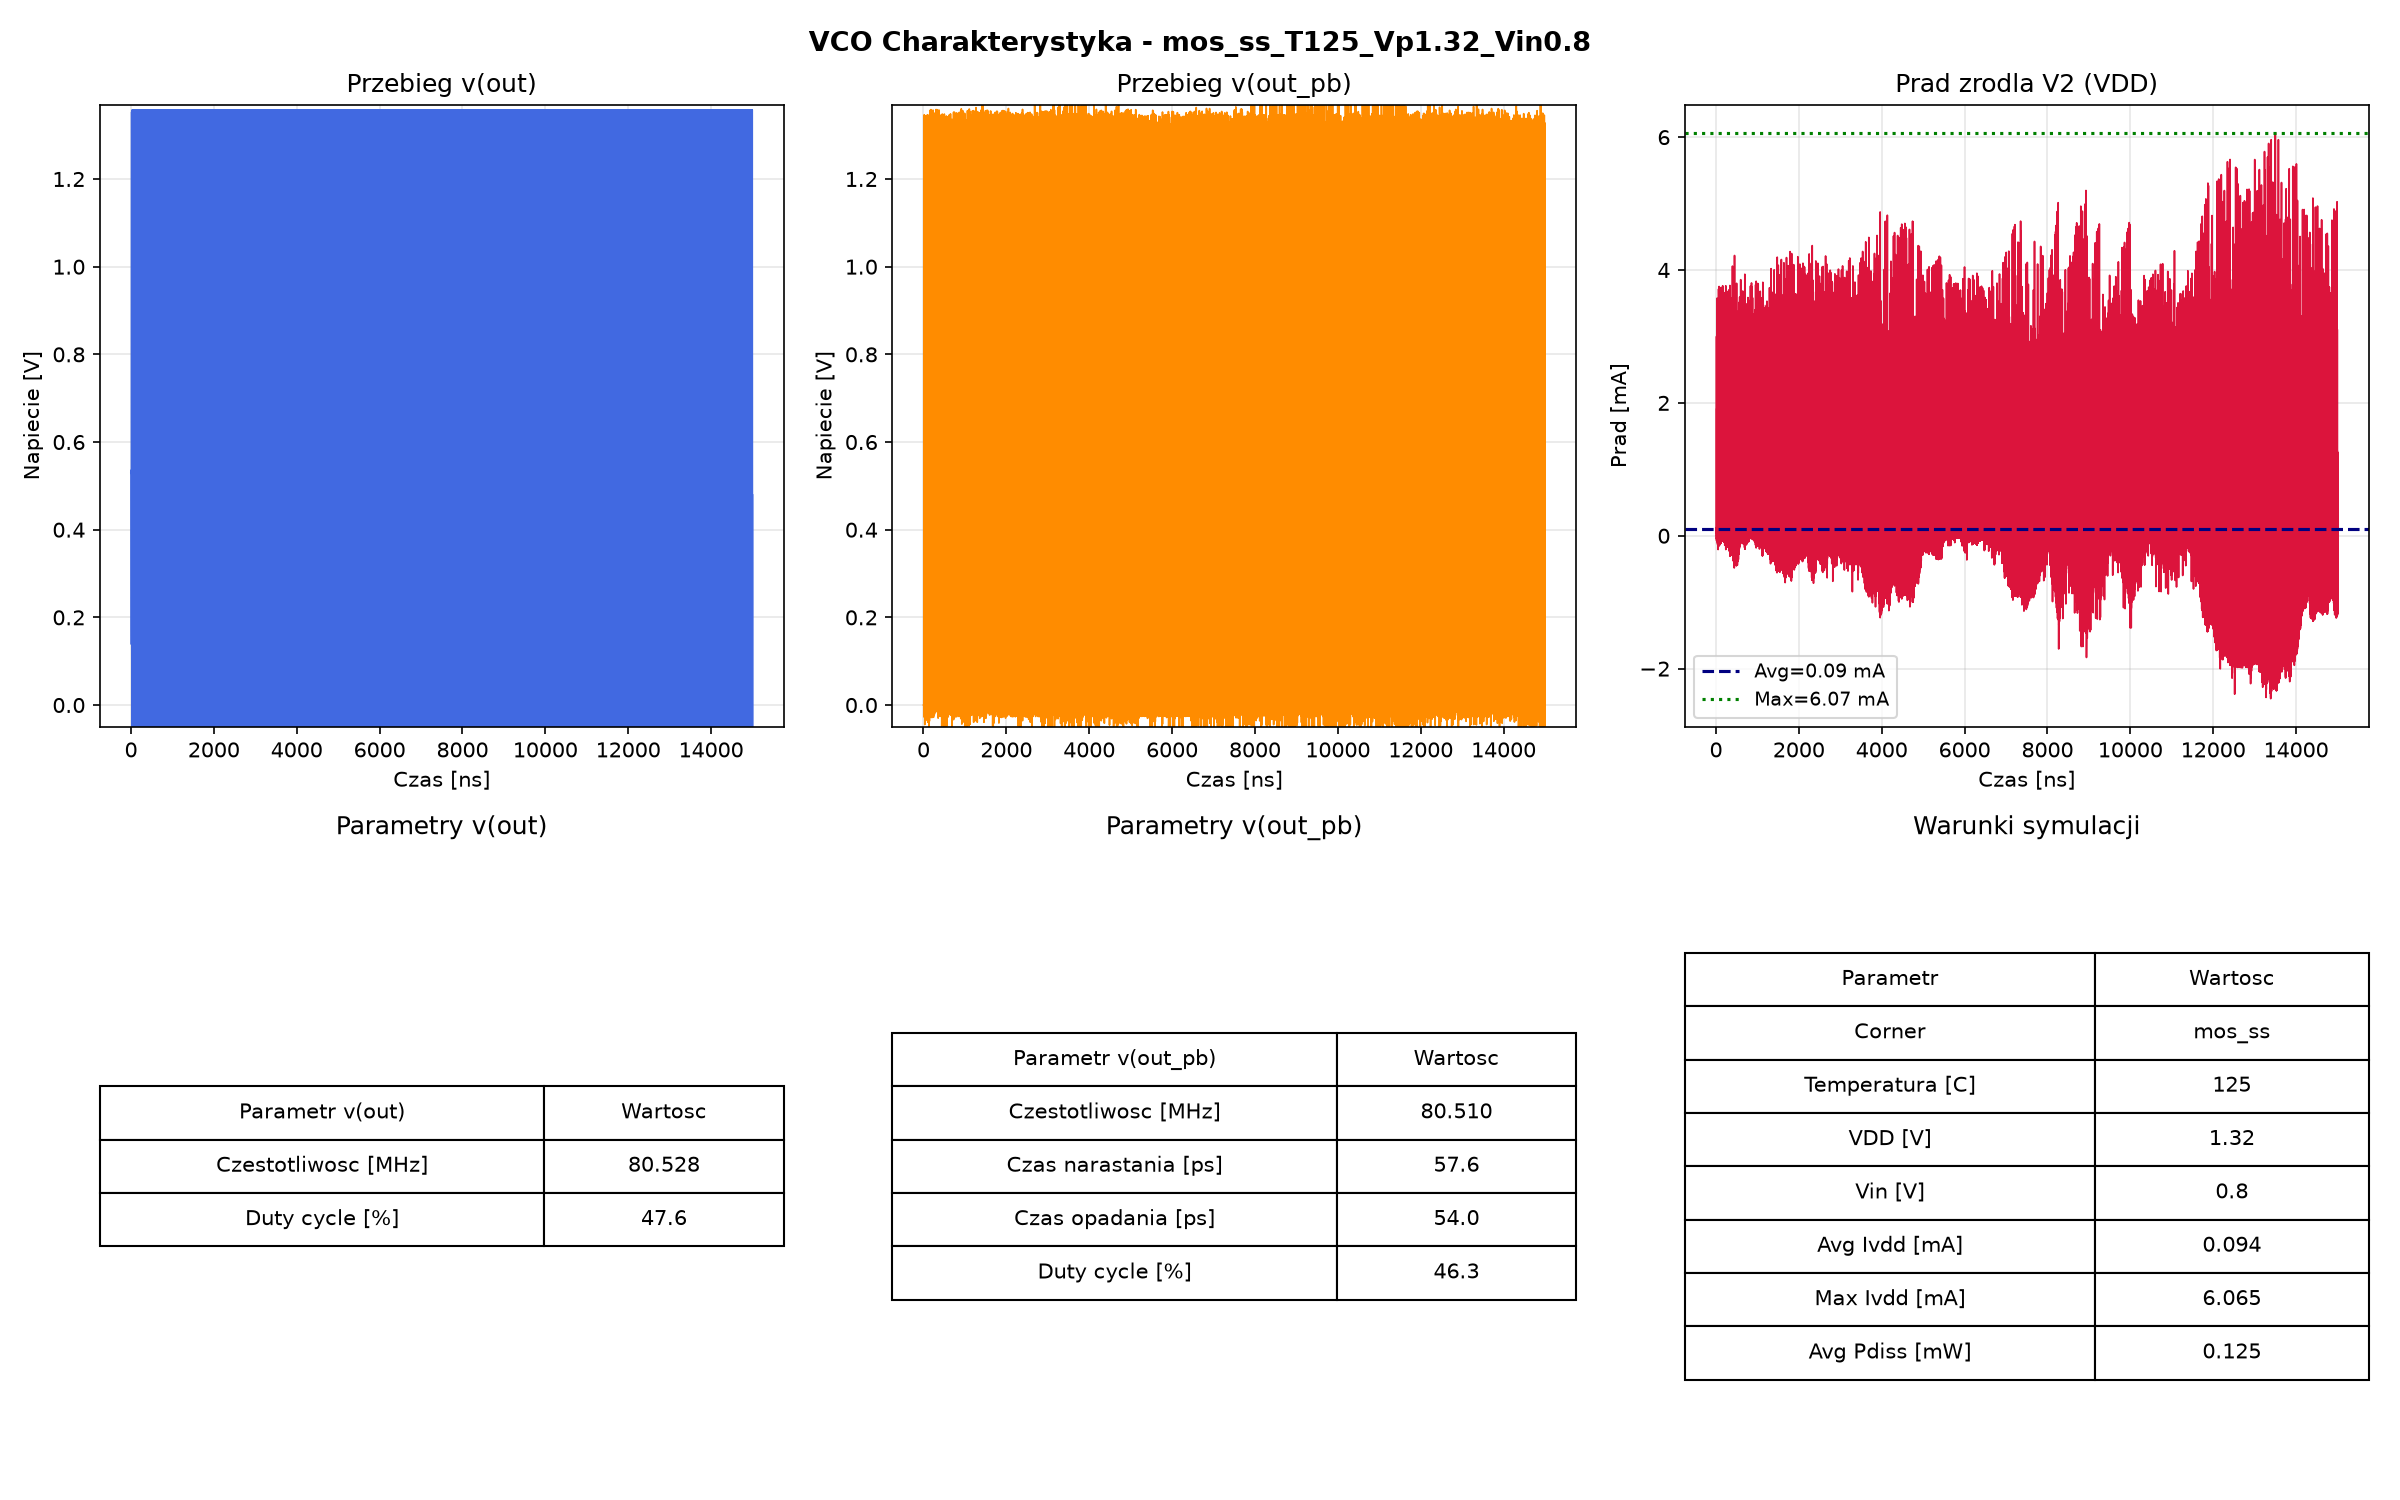 VCO Charakterystyka - mos_ss_T125_Vp1.32_Vin0.8
Przebieg v(out)
Napiecie [V]
1.2
1.0
0.8
0.6
0.4
0.2
0.0
0 2000 4000 6000 8000 10000 12000 14000
Czas [ns]
Przebieg v(out_pb)
Napiecie [V]
1.2
1.0
0.8
0.6
0.4
0.2
0.0
0 2000 4000 6000 8000 10000 12000 14000
Czas [ns]
Prad zrodla V2 (VDD)
Prad [mA]
6
4
2
0
−2
Avg=0.09 mA
Max=6.07 mA
0 2000 4000 6000 8000 10000 12000 14000
Czas [ns]
Parametry v(out)
Parametr v(out) Wartosc
Czestotliwosc [MHz] 80.528
Duty cycle [%] 47.6
Parametry v(out_pb)
Parametr v(out_pb) Wartosc
Czestotliwosc [MHz] 80.510
Czas narastania [ps] 57.6
Czas opadania [ps] 54.0
Duty cycle [%] 46.3
Warunki symulacji
Parametr Wartosc
Corner mos_ss
Temperatura [C] 125
VDD [V] 1.32
Vin [V] 0.8
Avg Ivdd [mA] 0.094
Max Ivdd [mA] 6.065
Avg Pdiss [mW] 0.125